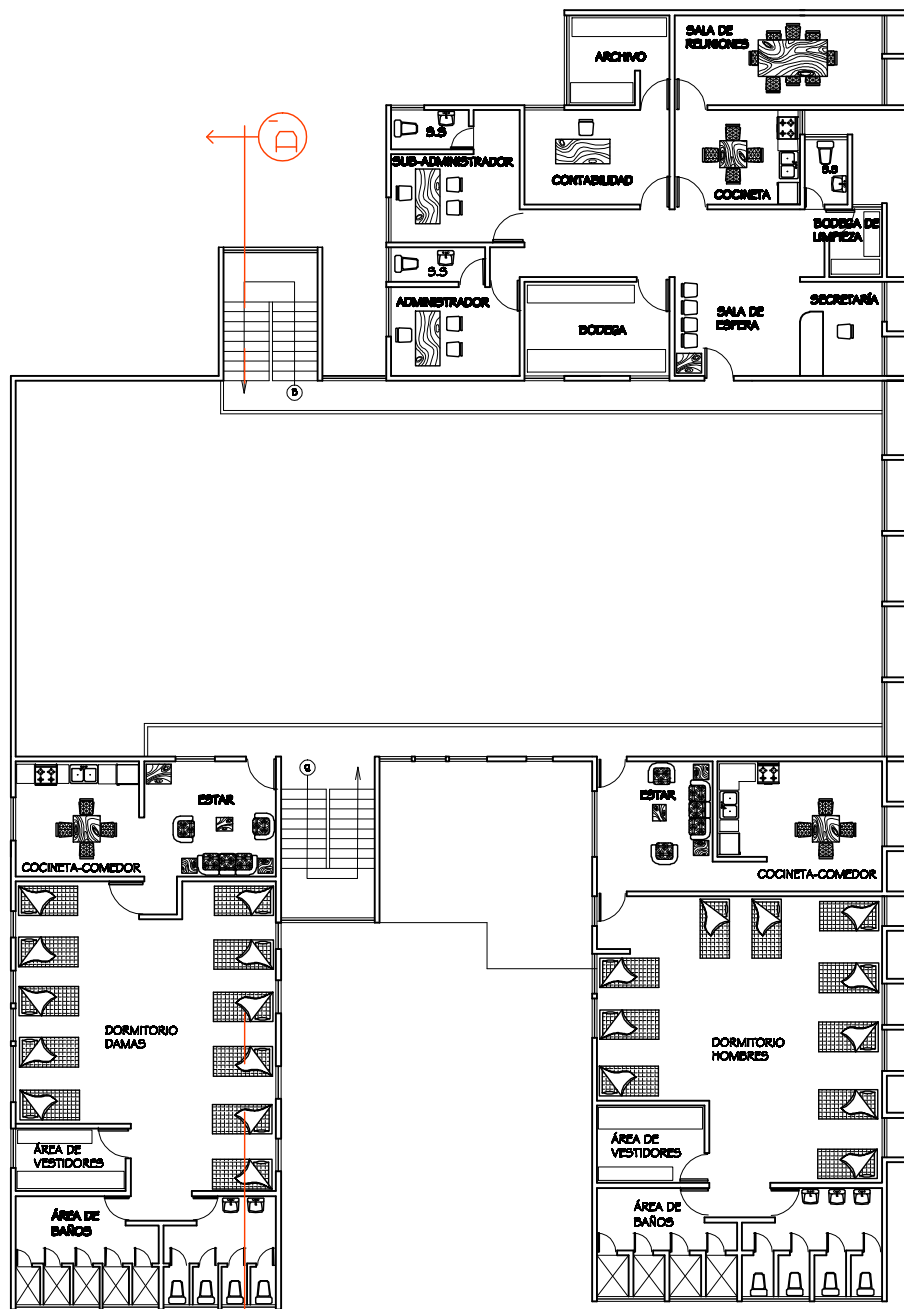 SALA DE
REUNIONES
ARCHIVO
S.S
SUB-ADMINISTRADOR
CONTABILIDAD
COCINETA
S.S
BODEGA DE
LIMPIEZA
S.S
ADMINISTRADOR
BODEGA
SALA DE
ESPERA
SECRETARÍA
B
ESTAR
COCINETA-COMEDOR
ESTAR
COCINETA-COMEDOR
DORMITORIO
DAMAS
DORMITORIO
HOMBRES
ÁREA DE
VESTIDORES
ÁREA DE
VESTIDORES
ÁREA DE
BAÑOS
ÁREA DE
BAÑOS